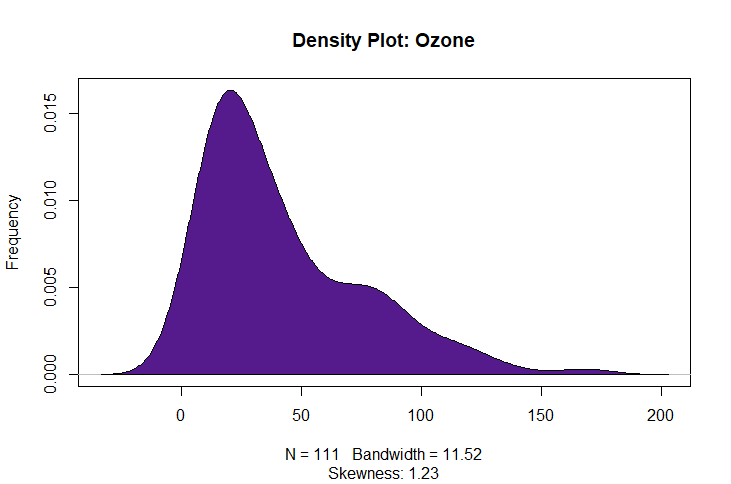 Density Plot: Ozone
Frequency
0.015
0.010
0.005
0.000
0 50 100 150 200
N = 111 Bandwidth = 11.52
Skewness: 1.23